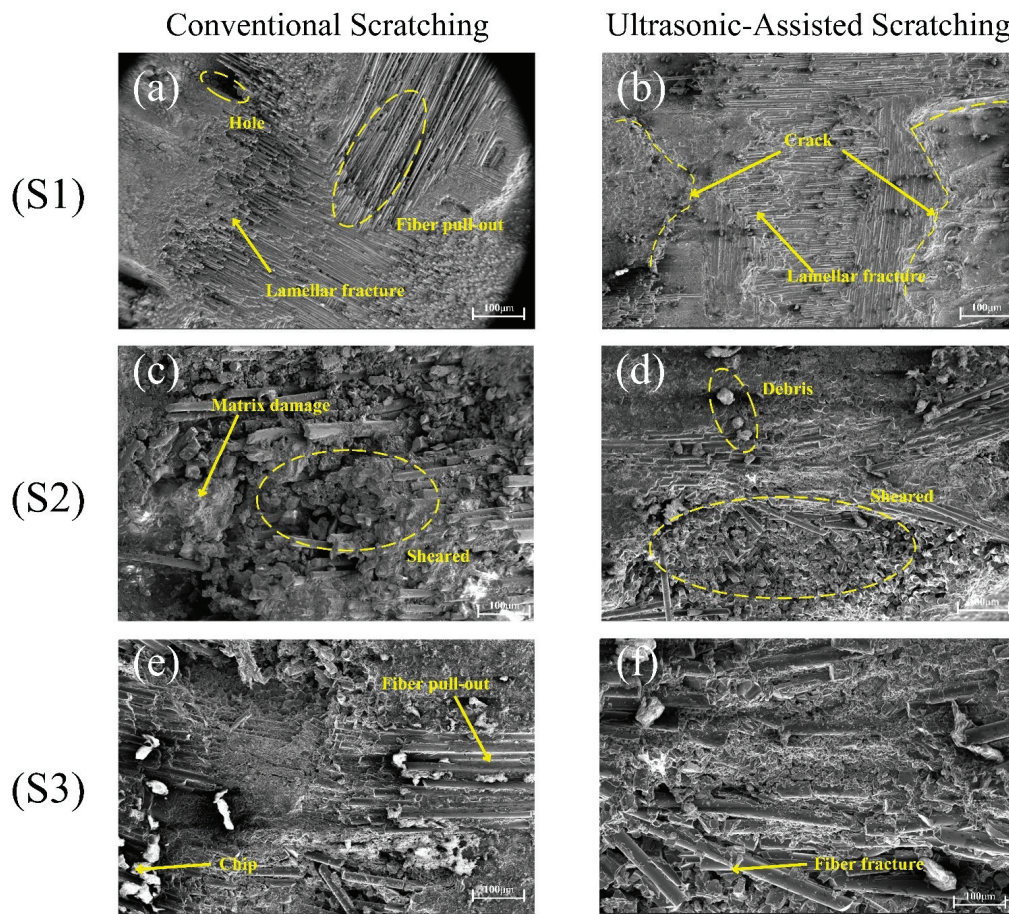 Conventional Scratching
Ultrasonic-Assisted Scratching
(S1)
(a)
Hole
Fiber pull-out
Lamellar fracture
100μm
(b)
Crack
Lamellar fracture
100μm
(S2)
(c)
Matrix damage
Sheared
100μm
(d)
Debris
Sheared
100μm
(S3)
(e)
Fiber pull-out
Chip
100μm
(f)
Fiber fracture
100μm